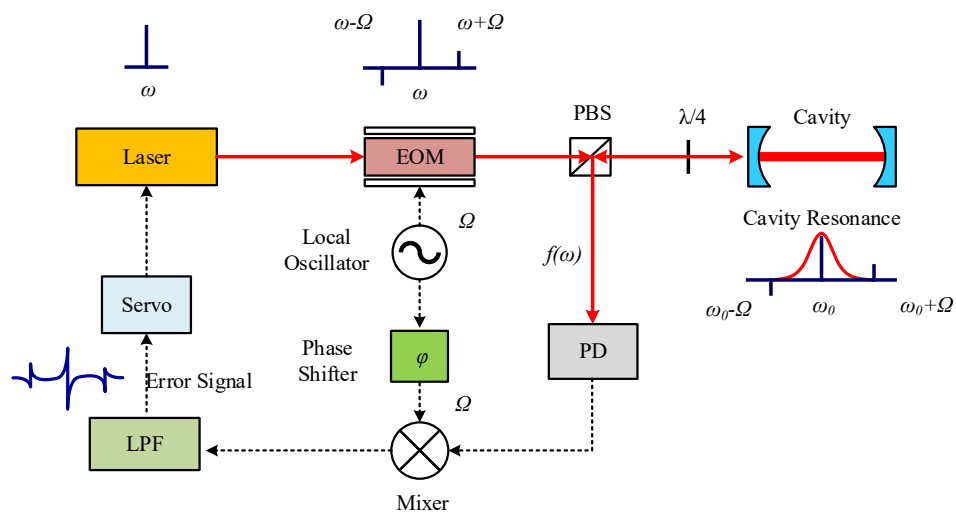 ω-Ω
ω+Ω
ω
ω
PBS
λ/4
Cavity
Laser
EOM
Ω
Cavity Resonance
Local
Oscillator
f(ω)
ω0-Ω
ω0
ω0+Ω
Servo
Phase
Shifter
φ
PD
Error Signal
Ω
LPF
Mixer